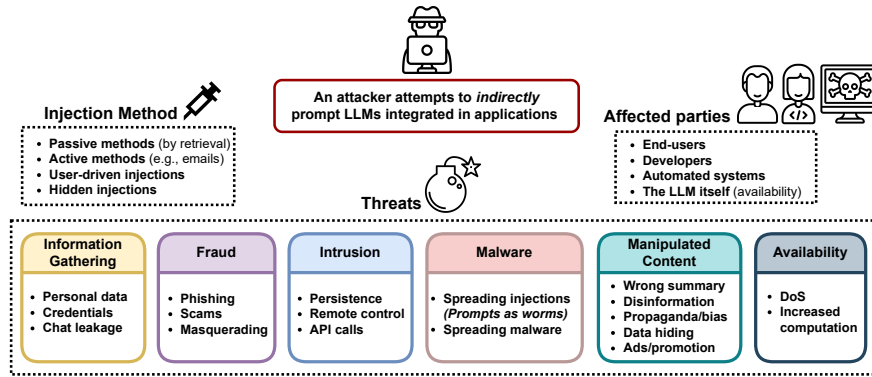 An attacker attempts to indirectly
prompt LLMs integrated in applications
Injection Method
• Passive methods (by retrieval)
• Active methods (e.g., emails)
• User-driven injections
• Hidden injections
Affected parties
</>
• End-users
• Developers
• Automated systems
• The LLM itself (availability)
Threats
Information
Gathering
• Personal data
• Credentials
• Chat leakage
Fraud
• Phishing
• Scams
• Masquerading
Intrusion
• Persistence
• Remote control
• API calls
Malware
• Spreading injections
(Prompts as worms)
• Spreading malware
Manipulated
Content
• Wrong summary
• Disinformation
• Propaganda/bias
• Data hiding
• Ads/promotion
Availability
• DoS
• Increased
computation